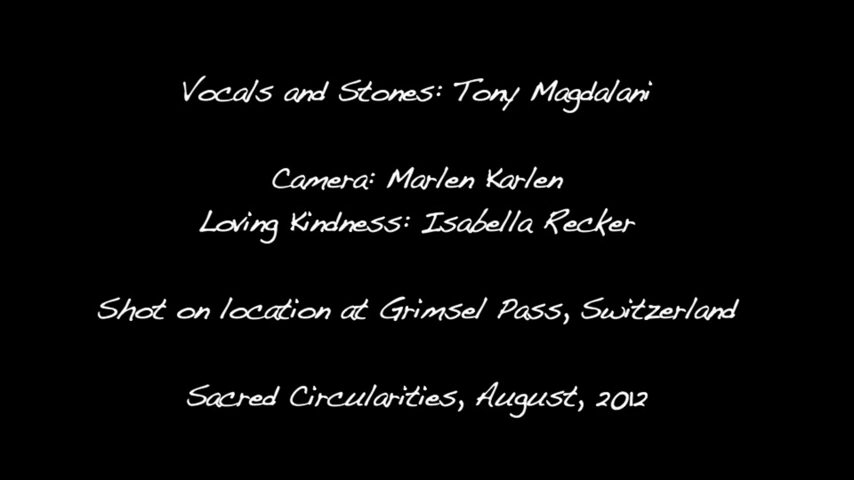 Vocals and Stones: Tony Magdalani
Camera: Marlen Karlen
Loving Kindness: Isabella Recker
Shot on location at Grimsel Pass, Switzerland
Sacred Circularities, August, 2012